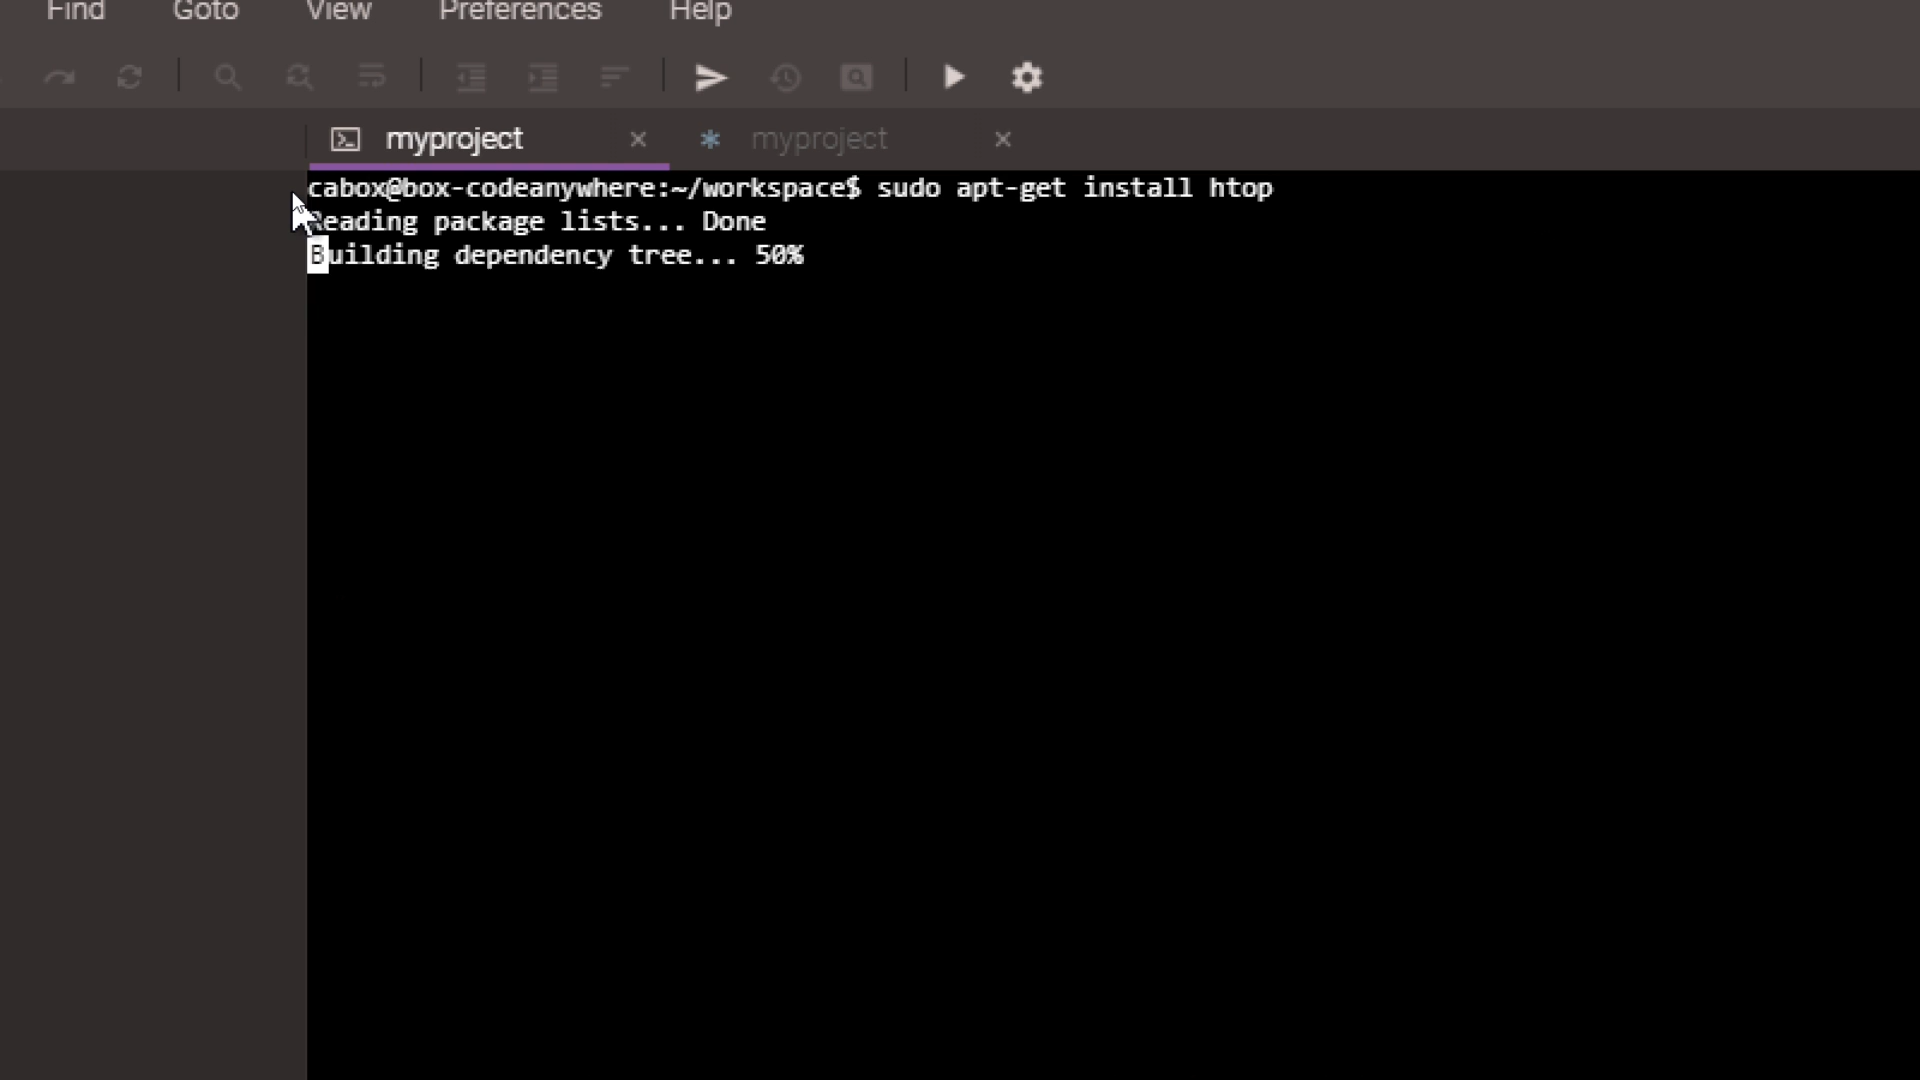 Find Goto View Preferences Help
myproject myproject
cabox@box-codeanywhere:~/workspace$ sudo apt-get install htop
Reading package lists... Done
Building dependency tree... 50%